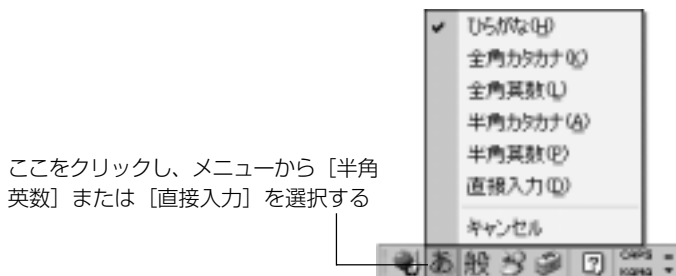 ひらがな(H)
全角カタカナ(K)
全角英数(L)
半角カタカナ(A)
半角英数(P)
直接入力(D)
キャンセル
ここをクリックし、メニューから［半角
英数］または［直接入力］を選択する
あ 般 ?
CAPS
KANA